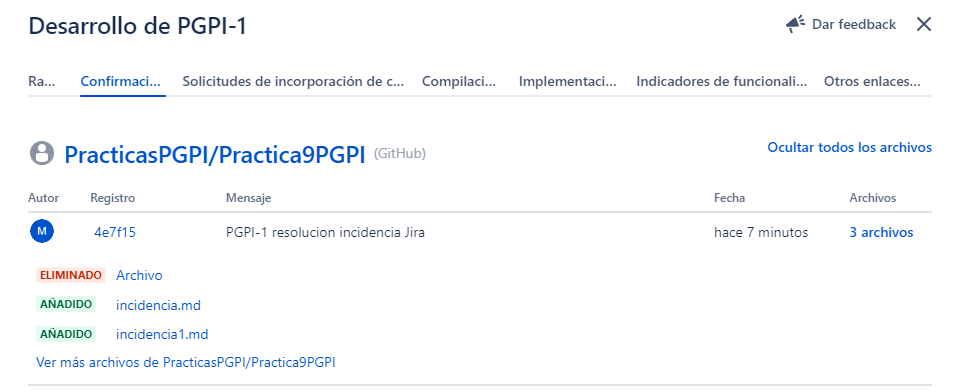 Desarrollo de PGPI-1
Dar feedback
Ra... Confirmaci... Solicitudes de incorporación de c... Compilaci... Implementaci... Indicadores de funcionali... Otros enlaces...
PracticasPGPI/Practica9PGPI (GitHub)
Ocultar todos los archivos
Autor Registro Mensaje Fecha Archivos
M 4e7f15 PGPI-1 resolucion incidencia Jira hace 7 minutos 3 archivos
ELIMINADO Archivo
AÑADIDO incidencia.md
AÑADIDO incidencia1.md
Ver más archivos de PracticasPGPI/Practica9PGPI